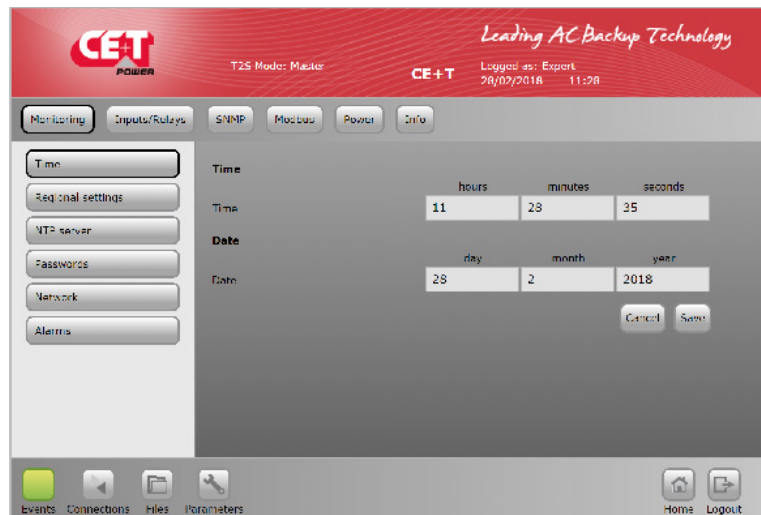 CE+T
POWER
Leading AC Backup Technology
T2S Mode: Master
CE+T
Logged as: Expert
28/02/2018 11:28
Monitoring Inputs/Relays SNMP Modbus Power Info
Time
Regional settings
NTP server
Passwords
Network
Alarms
Time
hours minutes seconds
Time 11 28 35
Date
day month year
Date 28 2 2018
Cancel Save
Events Connections Files Parameters Home Logout